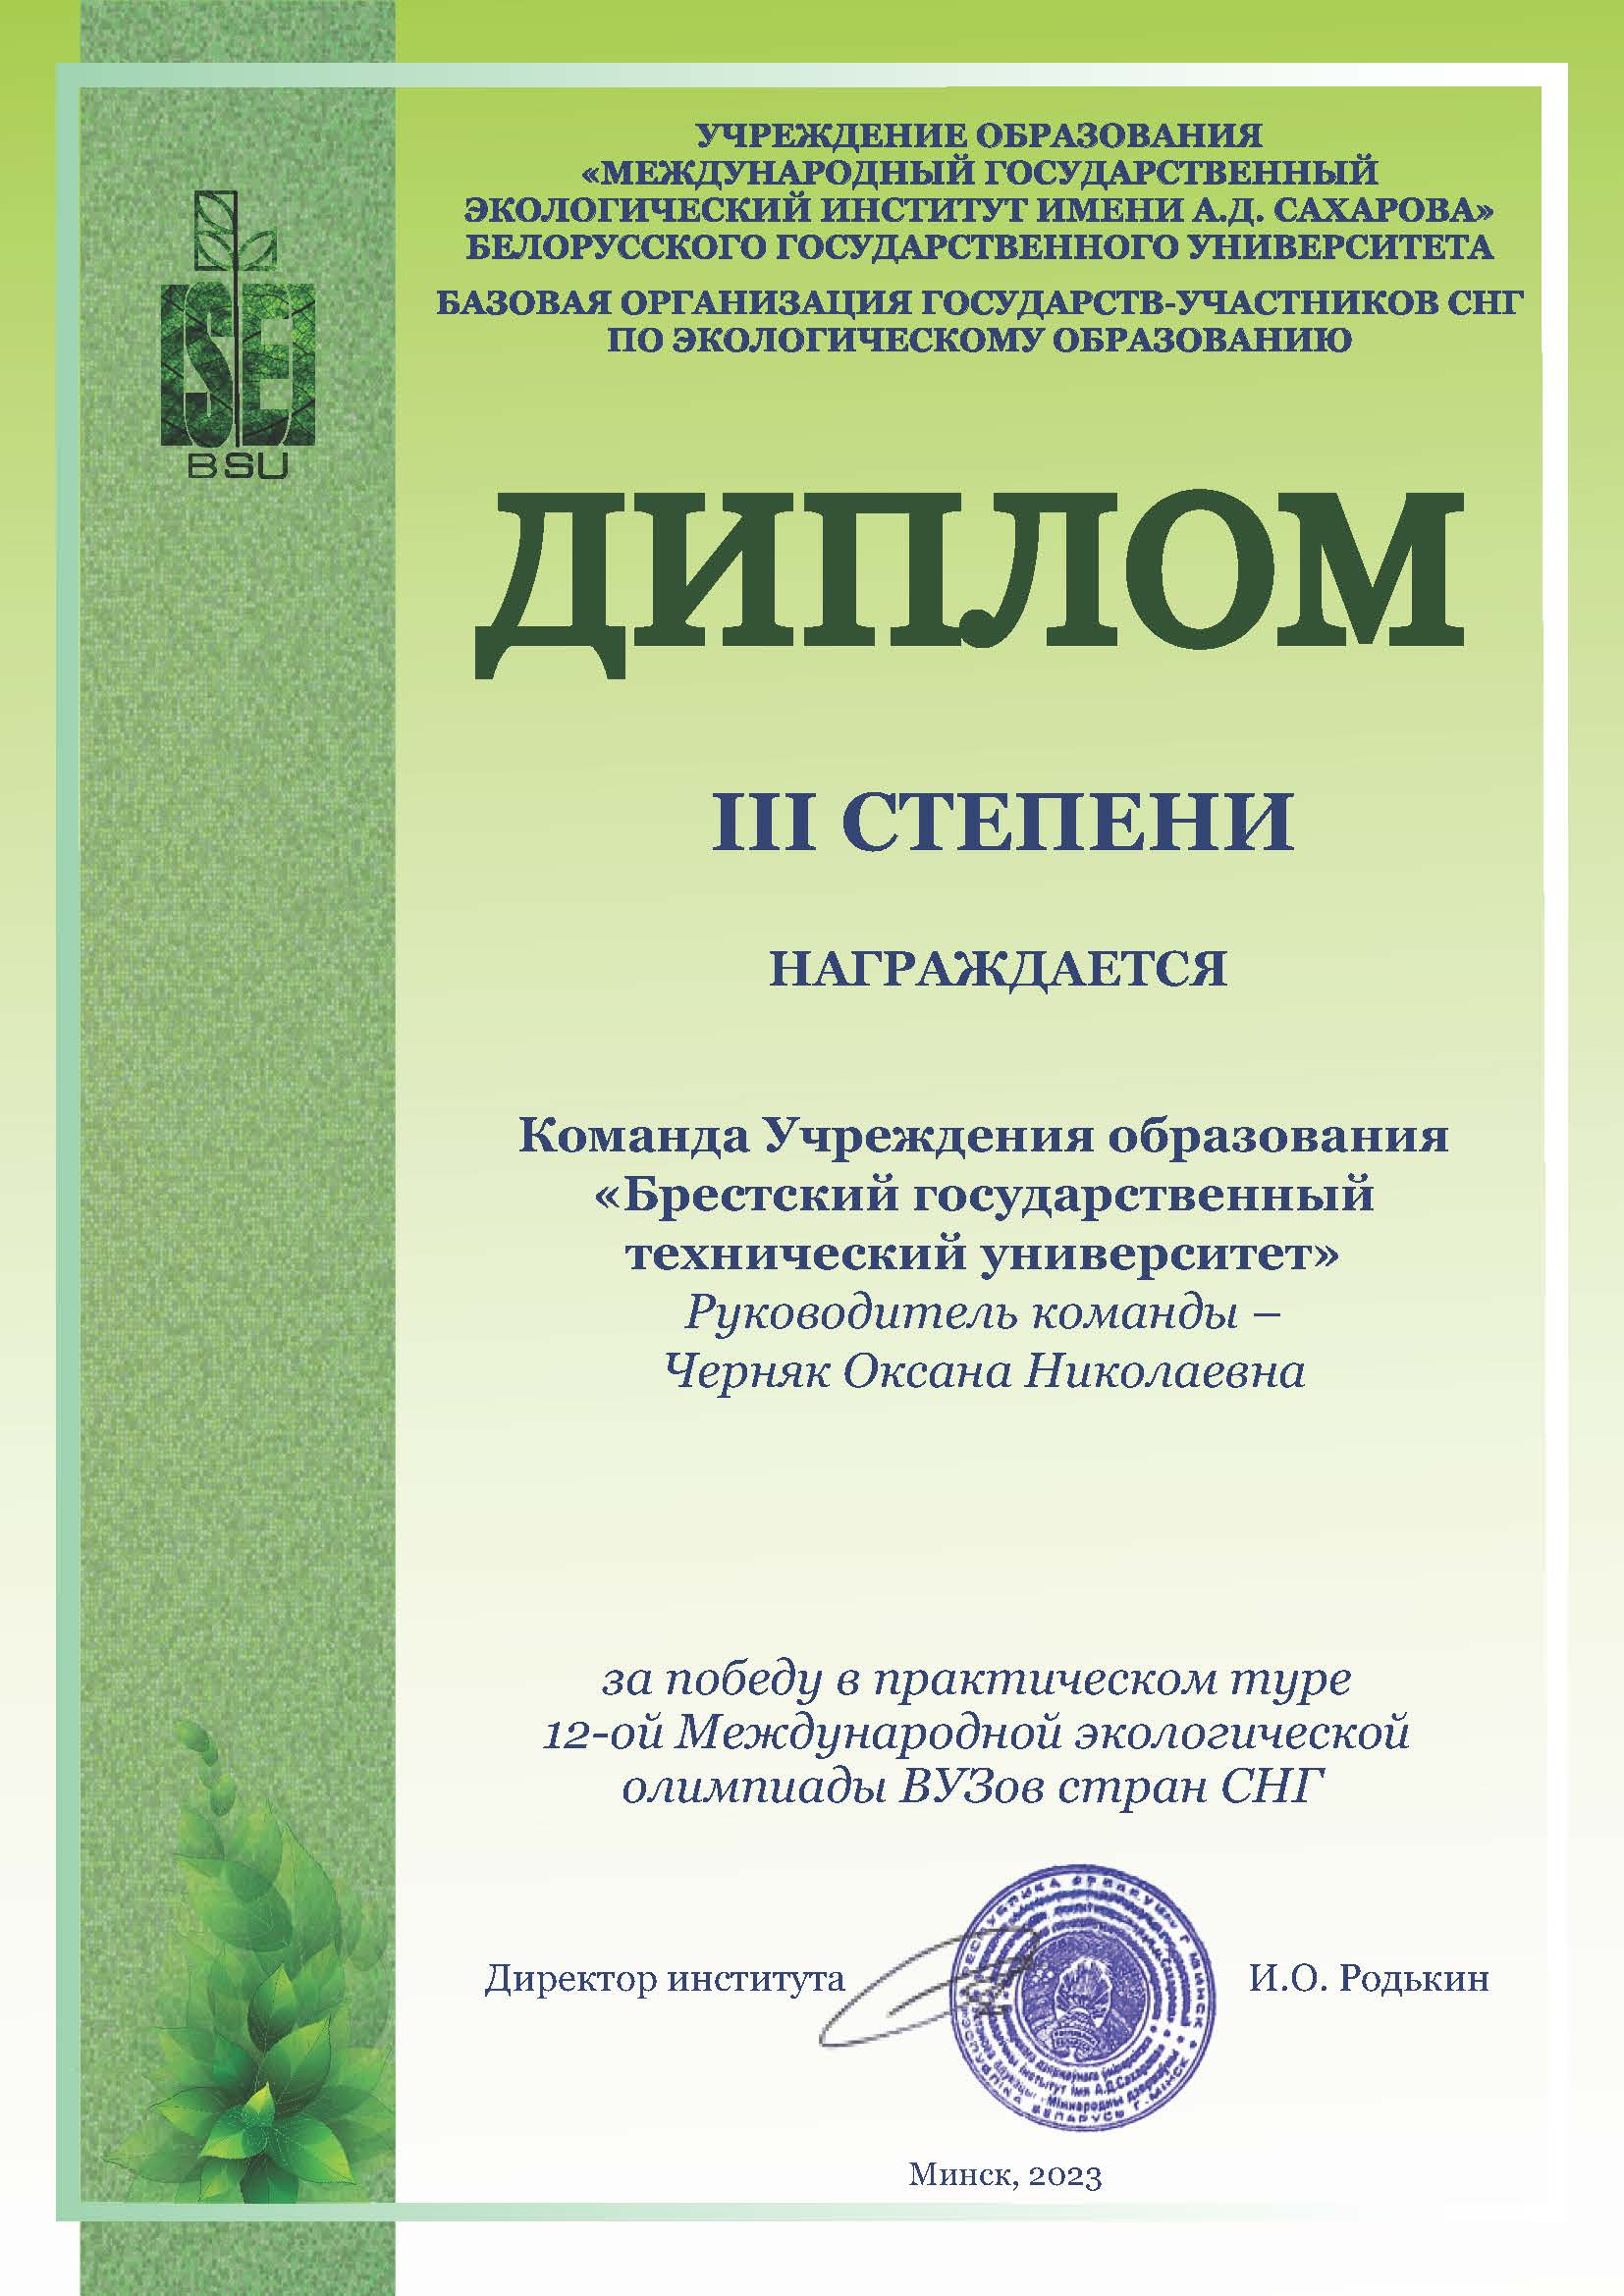 УЧРЕЖДЕНИЕ ОБРАЗОВАНИЯ
«МЕЖДУНАРОДНЫЙ ГОСУДАРСТВЕННЫЙ
ЭКОЛОГИЧЕСКИЙ ИНСТИТУТ ИМЕНИ А.Д. САХАРОВА»
БЕЛОРУССКОГО ГОСУДАРСТВЕННОГО УНИВЕРСИТЕТА
БАЗОВАЯ ОРГАНИЗАЦИЯ ГОСУДАРСТВ-УЧАСТНИКОВ СНГ
ПО ЭКОЛОГИЧЕСКОМУ ОБРАЗОВАНИЮ
ISEI
BSU
ДИПЛОМ
III СТЕПЕНИ
НАГРАЖДАЕТСЯ
Команда Учреждения образования
«Брестский государственный
технический университет»
Руководитель команды –
Черняк Оксана Николаевна
за победу в практическом туре
12-ой Международной экологической
олимпиады ВУЗов стран СНГ
Директор института
И.О. Родькин
Минск, 2023